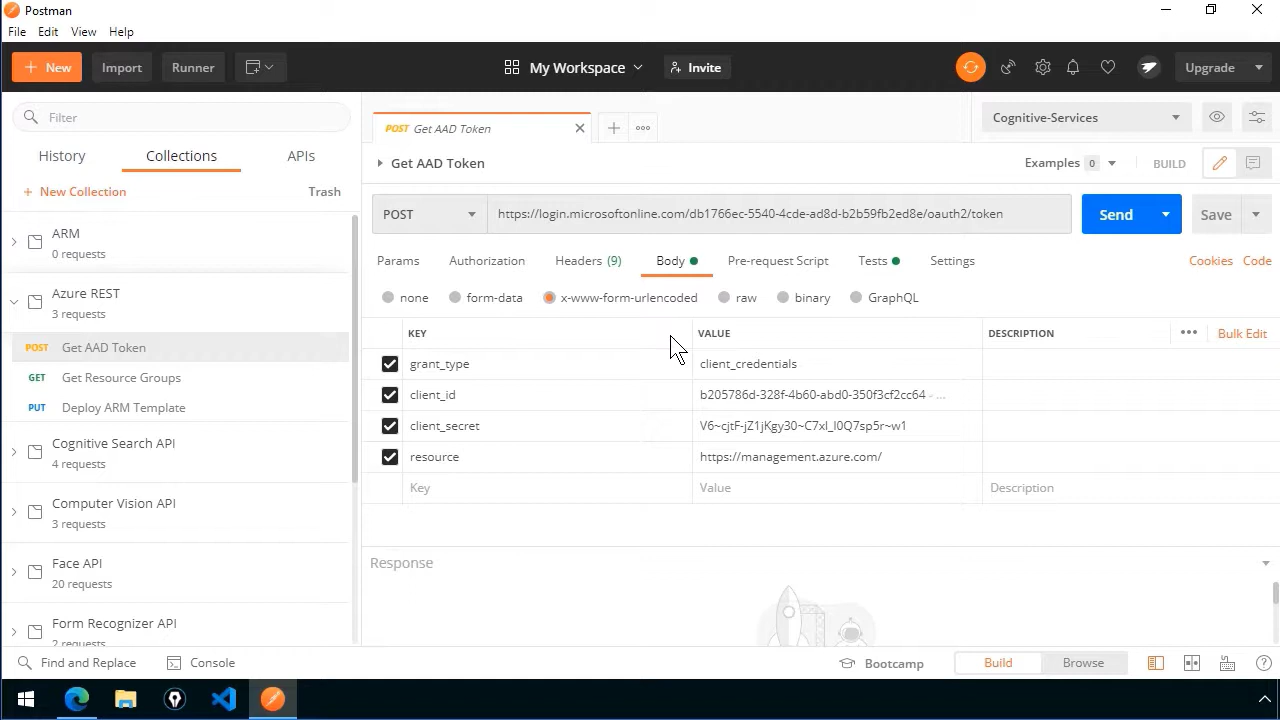 Postman
File Edit View Help
New Import Runner My Workspace Invite Upgrade
Filter
History Collections APIs
+ New Collection Trash
ARM
0 requests
Azure REST
3 requests
POST Get AAD Token
GET Get Resource Groups
PUT Deploy ARM Template
Cognitive Search API
4 requests
Computer Vision API
3 requests
Face API
20 requests
Form Recognizer API
2 requests
POST Get AAD Token
Cognitive-Services
Get AAD Token
Examples 0 BUILD
POST https://login.microsoftonline.com/db1766ec-5540-4cde-ad8d-b2b59fb2ed8e/oauth2/token Send Save
Params Authorization Headers (9) Body Pre-request Script Tests Settings Cookies Code
none form-data x-www-form-urlencoded raw binary GraphQL
KEY VALUE DESCRIPTION ••• Bulk Edit
grant_type client_credentials
client_id b205786d-328f-4b60-abd0-350f3cf2cc64 - ...
client_secret V6~cjtF-jZ1jKgy30~C7xI_l0Q7sp5r~w1
resource https://management.azure.com/
Key Value Description
Response
Find and Replace Console Bootcamp Build Browse